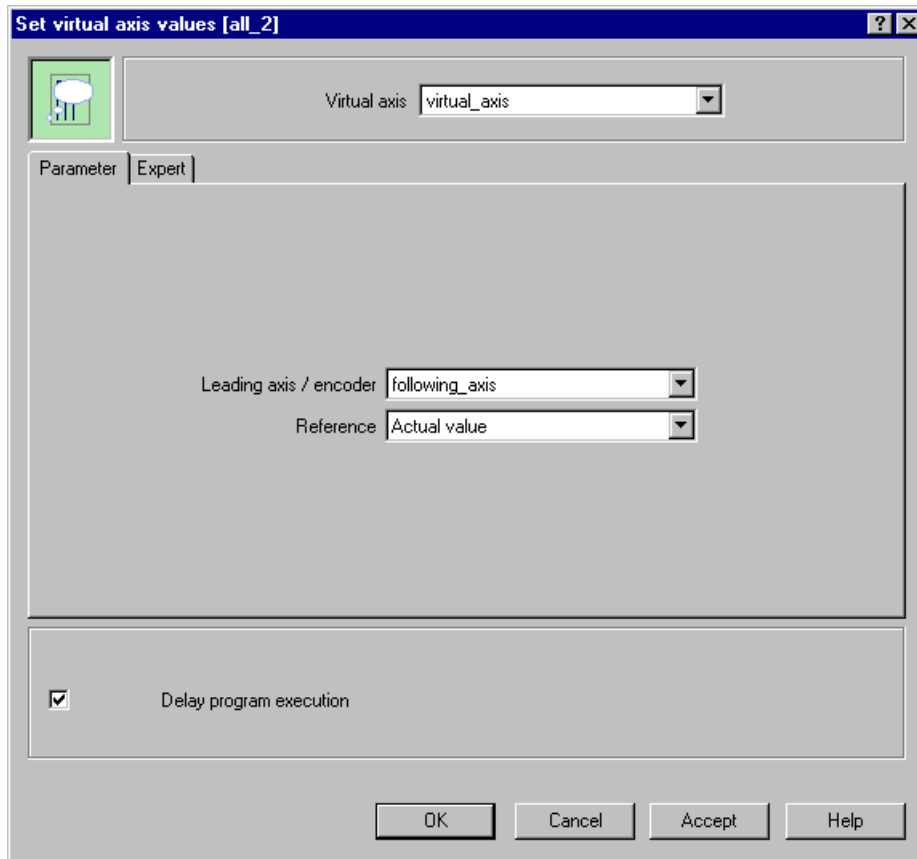 Set virtual axis values [all_2]
Virtual axis virtual_axis
Parameter Expert
Leading axis / encoder following_axis
Reference Actual value
Delay program execution
OK Cancel Accept Help